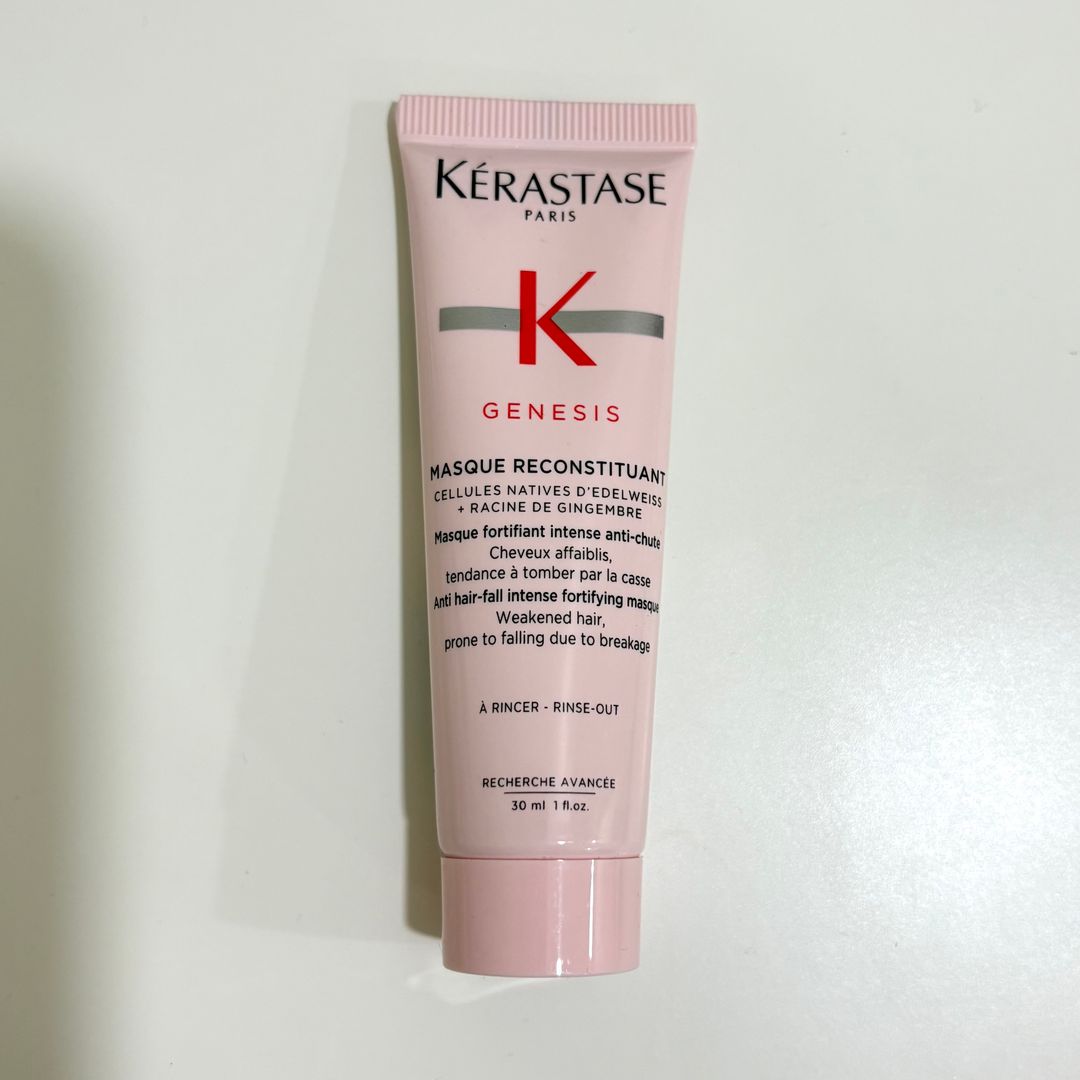 KÉRASTASE
PARIS
K
GENESIS
MASQUE RECONSTITUANT
CELLULES NATIVES D'EDELWEISS
+ RACINE DE GINGEMBRE
Masque fortifiant intense anti-chute
Cheveux affaiblis,
tendance à tomber par la casse
Anti hair-fall intense fortifying masque
Weakened hair,
prone to falling due to breakage
À RINCER - RINSE-OUT
RECHERCHE AVANCÉE
30 ml 1 fl.oz.